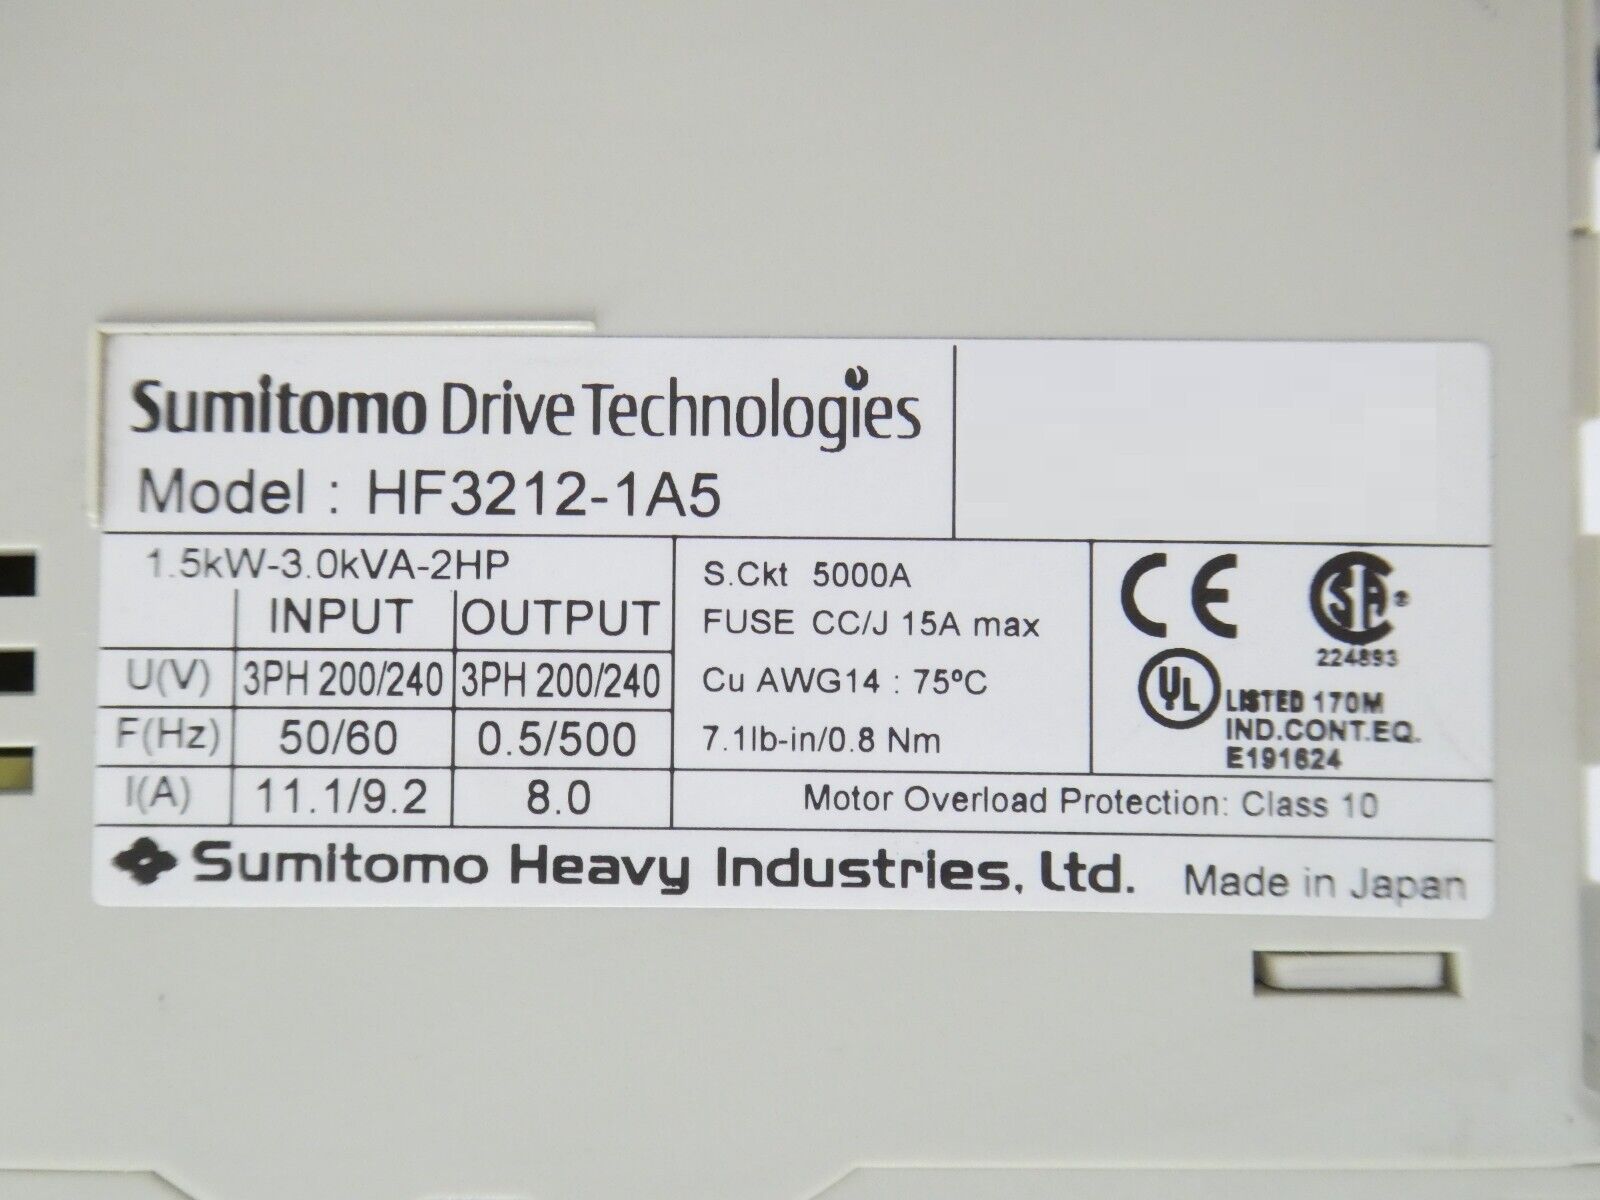 Sumitomo Drive Technologies
Model : HF3212-1A5
1.5kW-3.0kVA-2HP
INPUT OUTPUT
U(V) 3PH 200/240 3PH 200/240
F(Hz) 50/60 0.5/500
I(A) 11.1/9.2 8.0
S.Ckt 5000A
FUSE CC/J 15A max
Cu AWG14 : 75ºC
7.1lb-in/0.8 Nm
CE
SA ®
224893
UL LISTED 170M
IND.CONT.EQ.
E191624
Motor Overload Protection: Class 10
Sumitomo Heavy Industries, Ltd. Made in Japan